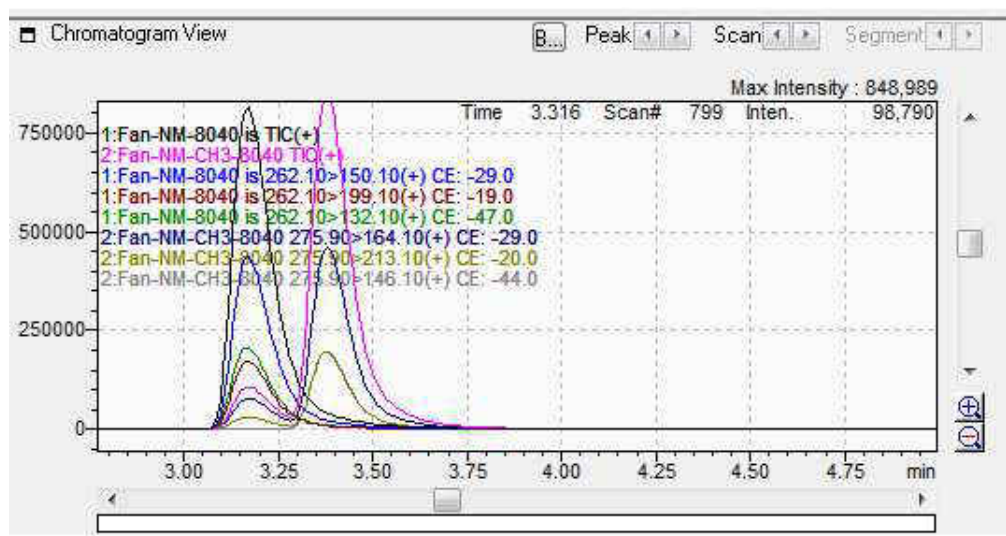 Chromatogram View B... Peak Scan Segment
Max Intensity : 848,989
Time 3.316 Scan# 799 Inten. 98,790
750000
1:Fan-NM-8040 is TIC(+)
2:Fan-NM-CH3-8040 TIC(+)
1:Fan-NM-8040 is 262.10>150.10(+) CE: -29.0
1:Fan-NM-8040 is 262.10>199.10(+) CE: -19.0
1:Fan-NM-8040 is 262.10>132.10(+) CE: -47.0
500000
2:Fan-NM-CH3-8040 275.90>164.10(+) CE: -29.0
2:Fan-NM-CH3-8040 275.90>213.10(+) CE: -20.0
2:Fan-NM-CH3-8040 275.90>146.10(+) CE: -44.0
250000
0
3.00 3.25 3.50 3.75 4.00 4.25 4.50 4.75 min